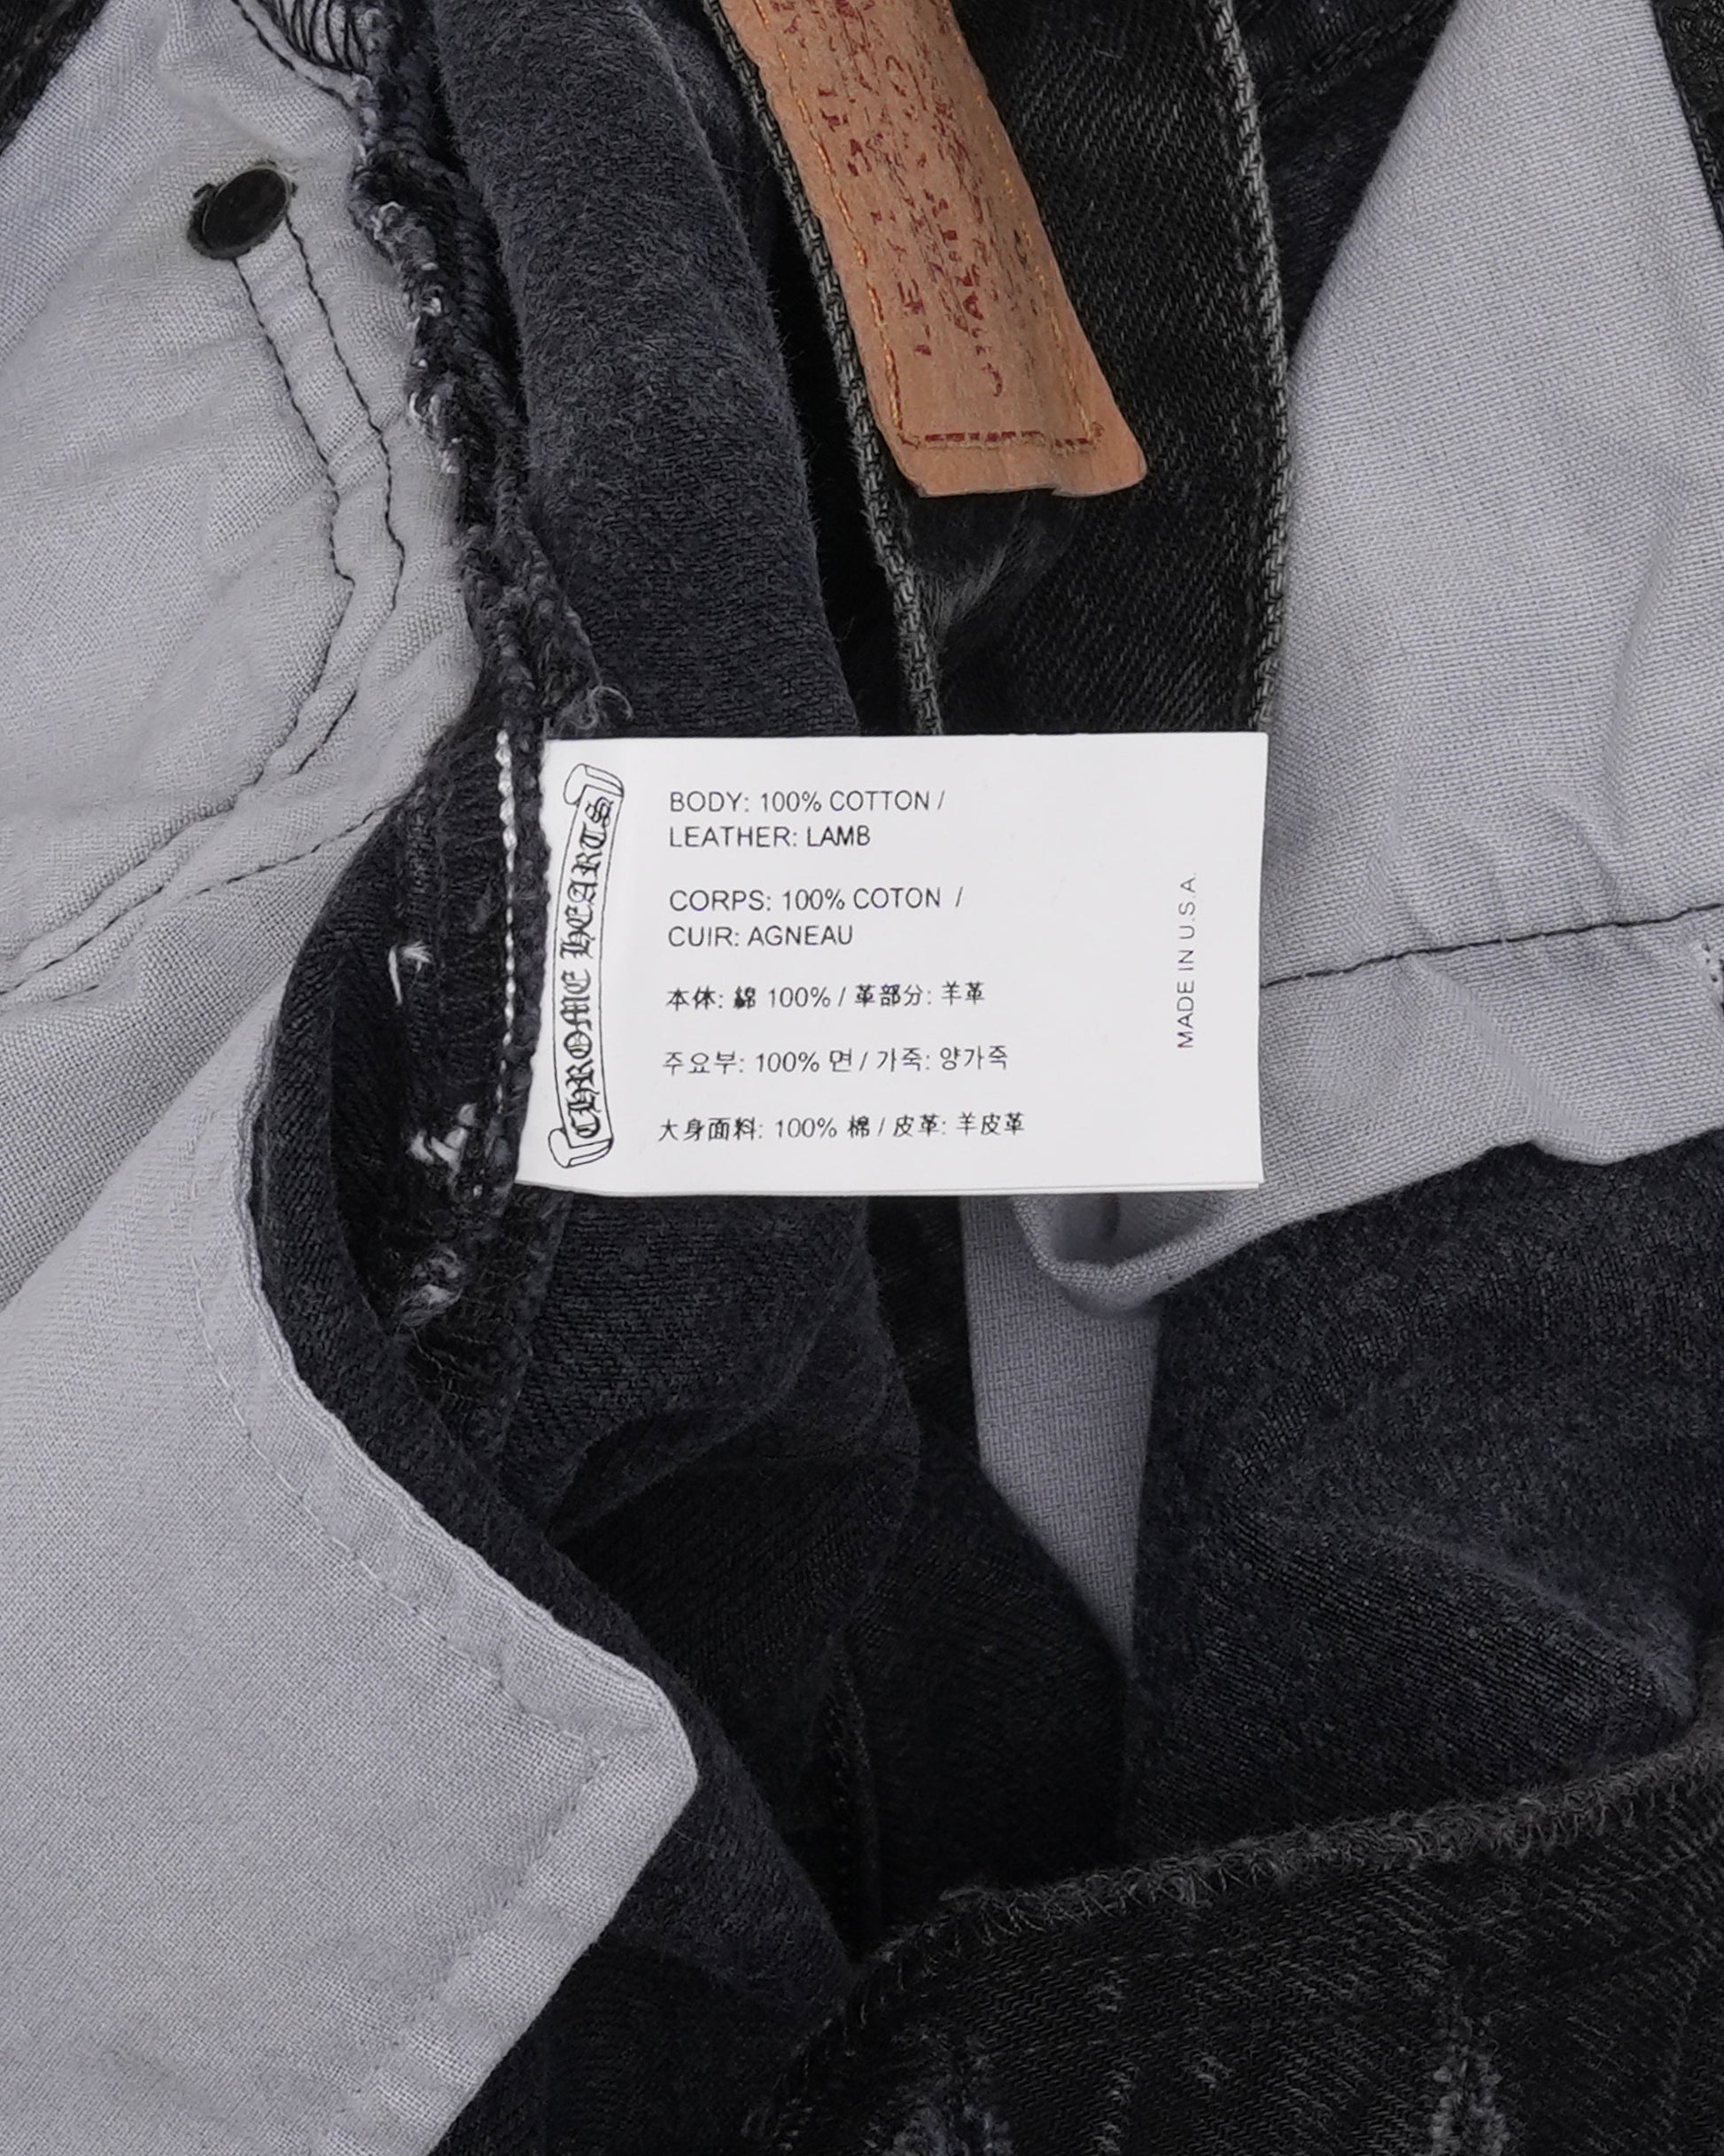 CHROME HEARTS
BODY: 100% COTTON /
LEATHER: LAMB
CORPS: 100% COTON /
CUIR: AGNEAU
本体: 綿 100% / 革部分: 羊革
주요부: 100% 면 / 가죽: 양가죽
大身面料: 100% 棉 / 皮革: 羊皮革
MADE IN U.S.A.